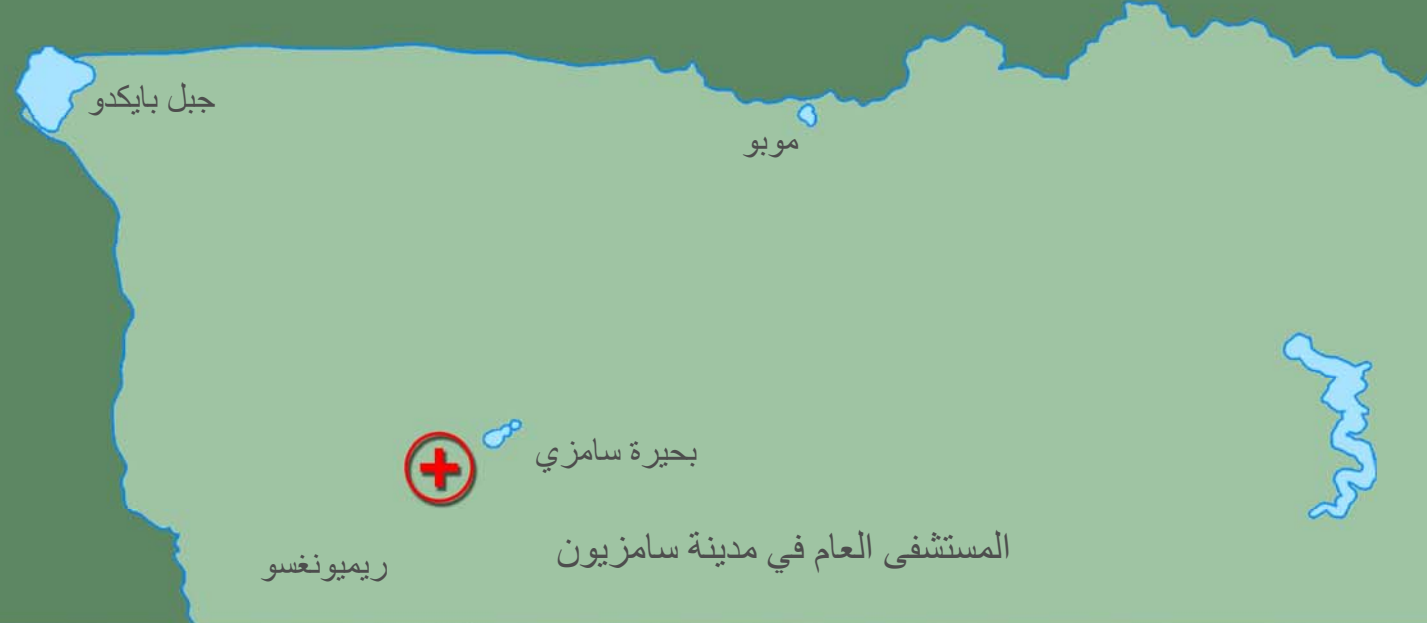 جبل بايكدو
موبو
بحيرة سامزي
المستشفى العام في مدينة سامزيون
ريميونغسو